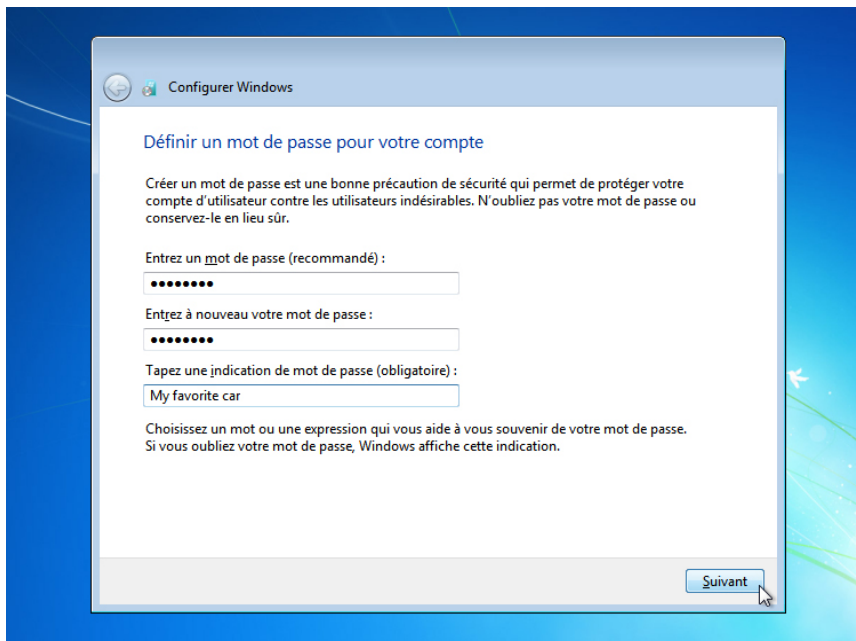 Configurer Windows
Définir un mot de passe pour votre compte
Créer un mot de passe est une bonne précaution de sécurité qui permet de protéger votre
compte d'utilisateur contre les utilisateurs indésirables. N'oubliez pas votre mot de passe ou
conservez-le en lieu sûr.
Entrez un mot de passe (recommandé) :
●●●●●●●●
Entrez à nouveau votre mot de passe :
●●●●●●●●
Tapez une indication de mot de passe (obligatoire) :
My favorite car
Choisissez un mot ou une expression qui vous aide à vous souvenir de votre mot de passe.
Si vous oubliez votre mot de passe, Windows affiche cette indication.
Suivant